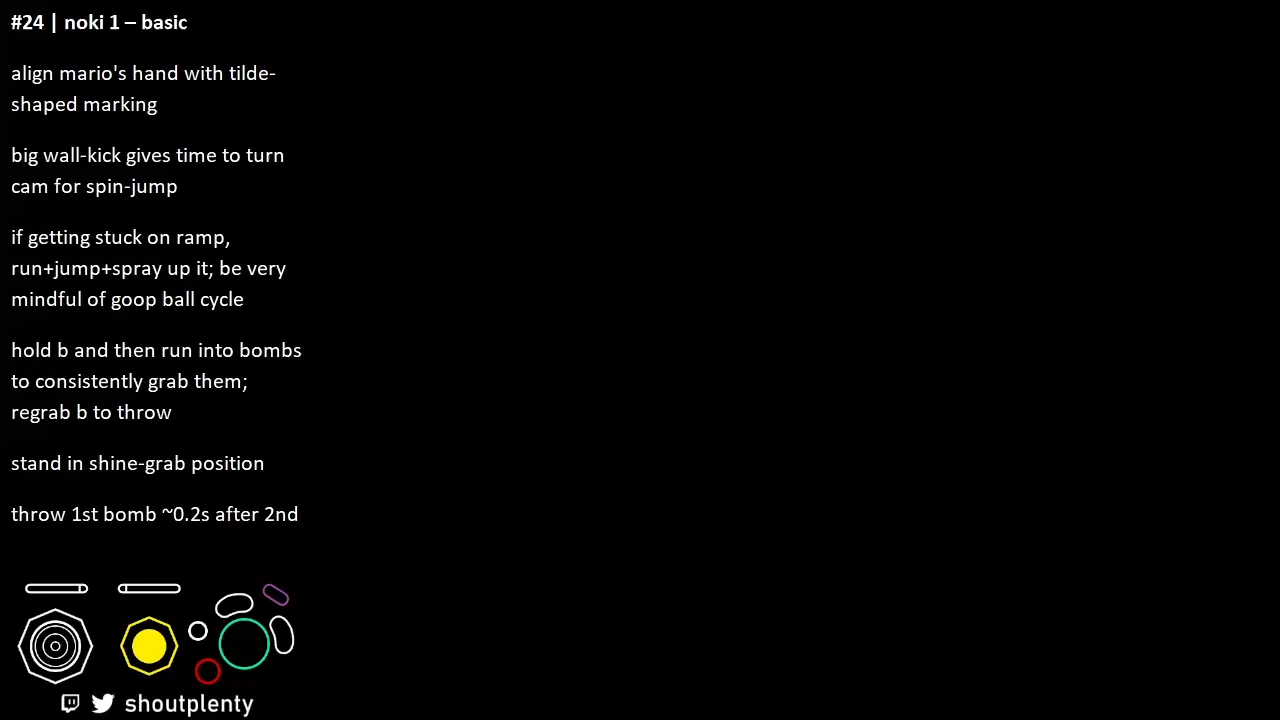 #24 | noki 1 – basic
align mario's hand with tilde-
shaped marking
big wall-kick gives time to turn
cam for spin-jump
if getting stuck on ramp,
run+jump+spray up it; be very
mindful of goop ball cycle
hold b and then run into bombs
to consistently grab them;
regrab b to throw
stand in shine-grab position
throw 1st bomb ~0.2s after 2nd
shoutplenty